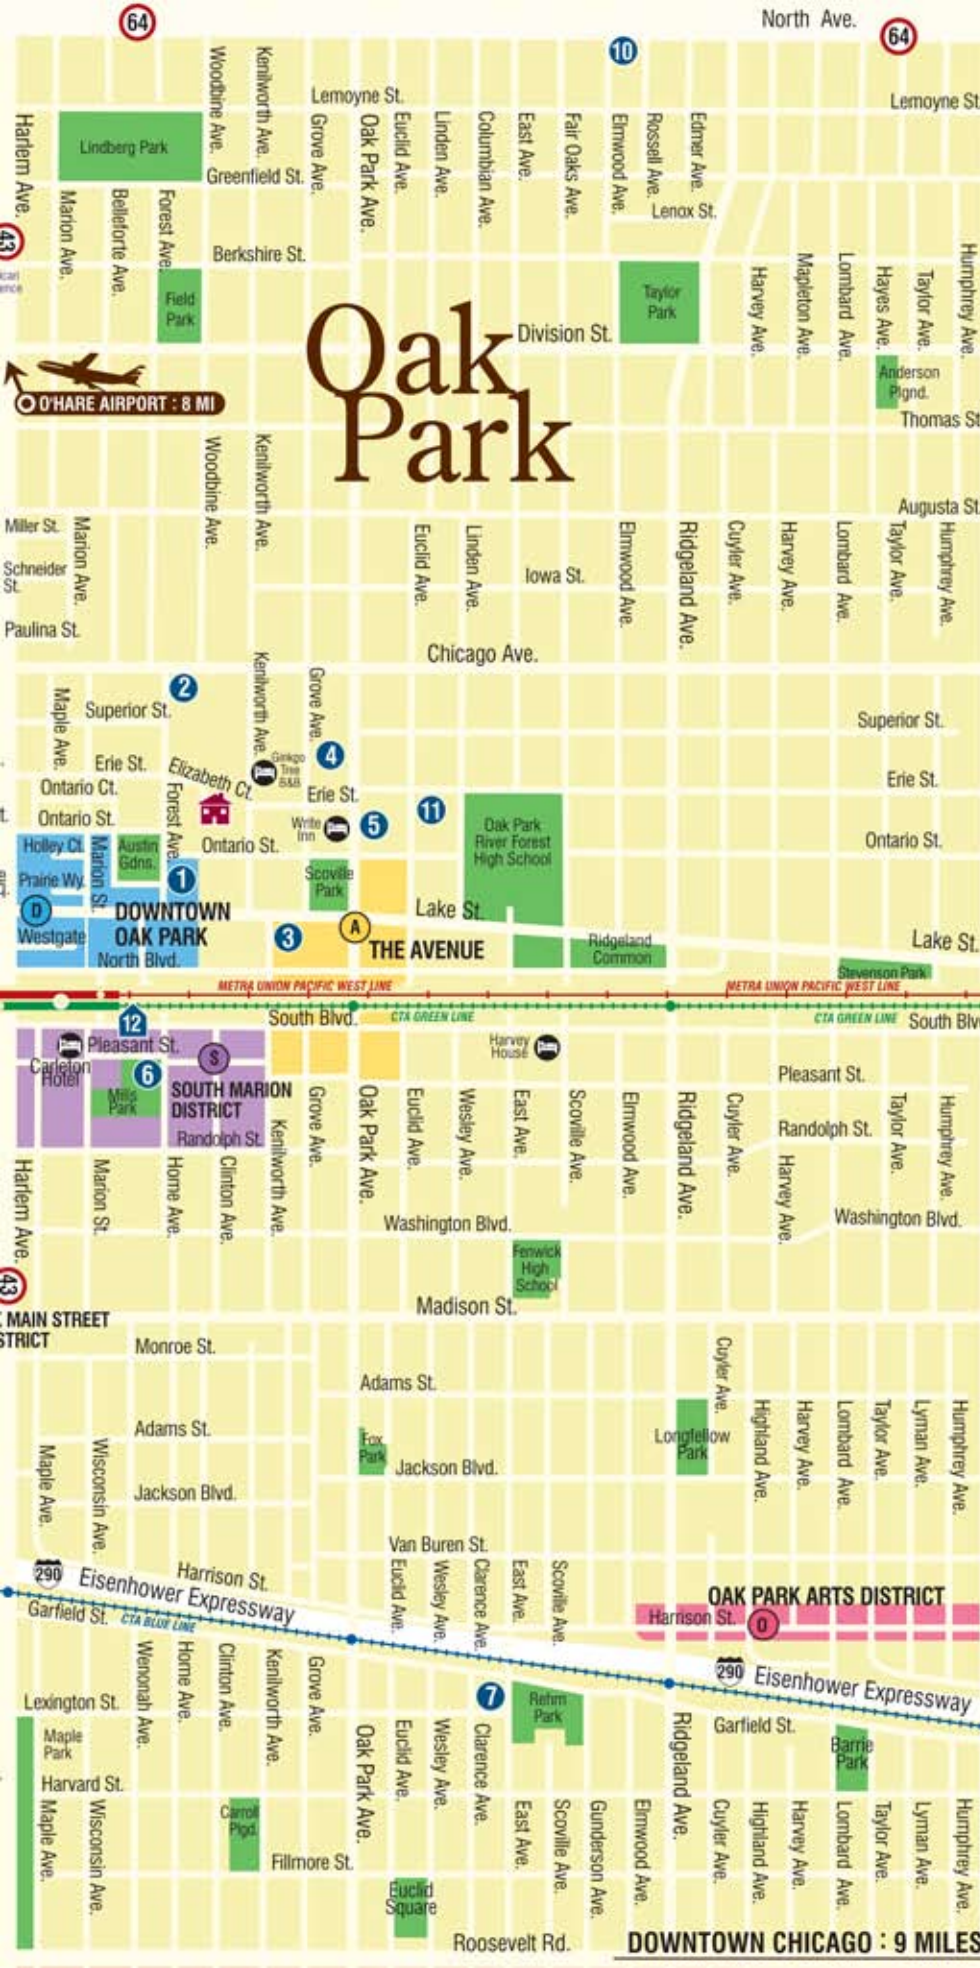 64
North Ave.
64
10
Woodbine Ave.
Kenilworth Ave.
Lemoyne St.
Lemoyne St
Harlem Ave.
Lindberg Park
Grove Ave.
Oak Park Ave.
Euclid Ave.
Linden Ave.
Columbian Ave.
East Ave.
Fair Oaks Ave.
Elmwood Ave.
Rossell Ave.
Edmer Ave.
Greenfield St.
Marion Ave.
Belleforte Ave.
Forest Ave.
Lenox St.
43
Berkshire St.
Field
Park
Taylor
Park
Harvey Ave.
Mapleton Ave.
Lombard Ave.
Hayes Ave.
Taylor Ave.
Humphrey Ave.
Oak
Park
Division St.
Anderson
Plgnd.
O'HARE AIRPORT : 8 MI
Thomas St
Woodbine Ave.
Kenilworth Ave.
Augusta St
Miller St.
Marion Ave.
Euclid Ave.
Linden Ave.
Elmwood Ave.
Ridgeland Ave.
Cuyler Ave.
Harvey Ave.
Lombard Ave.
Taylor Ave.
Humphrey Ave.
Schneider
St.
Iowa St.
Paulina St.
Chicago Ave.
Kenilworth Ave.
Grove Ave.
2
Maple Ave.
Superior St.
Superior St.
4
Erie St.
Elizabeth Ct.
Ginkgo
Tree
B&B
Erie St.
Ontario Ct.
Forest Ave.
Erie St.
Ontario St.
Write
Inn
5
11
Oak Park
River Forest
High School
Holley Ct.
Marion St.
Austin
Gdns.
Ontario St.
Ontario St.
Prairie Wy.
1
Scoville
Park
D
DOWNTOWN
OAK PARK
Lake St.
Westgate
3
A
THE AVENUE
Ridgeland
Common
Lake St.
North Blvd.
Stevenson Park
METRA UNION PACIFIC WEST LINE
METRA UNION PACIFIC WEST LINE
12
South Blvd.
CTA GREEN LINE
CTA GREEN LINE
South Blv
Pleasant St.
S
Harvey
House
Carleton
Hotel
6
Mills
Park
SOUTH MARION
DISTRICT
Pleasant St.
Randolph St.
Kenilworth Ave.
Grove Ave.
Oak Park Ave.
Euclid Ave.
Wesley Ave.
East Ave.
Scoville Ave.
Elmwood Ave.
Ridgeland Ave.
Cuyler Ave.
Randolph St.
Taylor Ave.
Humphrey Ave.
Harlem Ave.
Marion St.
Home Ave.
Clinton Ave.
Harvey Ave.
Washington Blvd.
Washington Blvd.
43
Fenwick
High
School
Madison St.
MAIN STREET
STRICT
Monroe St.
Cuyler Ave.
Adams St.
Highland Ave.
Harvey Ave.
Lombard Ave.
Taylor Ave.
Lyman Ave.
Humphrey Ave.
Adams St.
Fox
Park
Longfellow
Park
Maple Ave.
Wisconsin Ave.
Jackson Blvd.
Jackson Blvd.
Van Buren St.
290
Eisenhower Expressway
Harrison St.
Euclid Ave.
Wesley Ave.
Clarence Ave.
East Ave.
Scoville Ave.
OAK PARK ARTS DISTRICT
Garfield St.
CTA BLUE LINE
Harrison St.
O
Wenonah Ave.
Home Ave.
Clinton Ave.
Kenilworth Ave.
Grove Ave.
290
Eisenhower Expressway
Lexington St.
7
Rehm
Park
Maple
Park
Oak Park Ave.
Euclid Ave.
Wesley Ave.
Clarence Ave.
Ridgeland Ave.
Garfield St.
Barrie
Park
Harvard St.
Maple Ave.
Wisconsin Ave.
Carroll
Plgd.
East Ave.
Scoville Ave.
Gunderson Ave.
Elmwood Ave.
Cuyler Ave.
Highland Ave.
Harvey Ave.
Lombard Ave.
Taylor Ave.
Lyman Ave.
Humphrey Ave.
Fillmore St.
Euclid
Square
Roosevelt Rd.
DOWNTOWN CHICAGO : 9 MILES